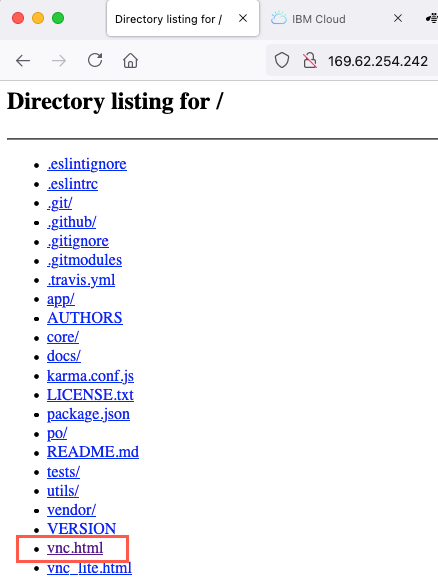 Directory listing for /
IBM Cloud
169.62.254.242
Directory listing for /
.eslintignore
.eslintrc
.git/
.github/
.gitignore
.gitmodules
.travis.yml
app/
AUTHORS
core/
docs/
karma.conf.js
LICENSE.txt
package.json
po/
README.md
tests/
utils/
vendor/
VERSION
vnc.html
vnc_lite.html